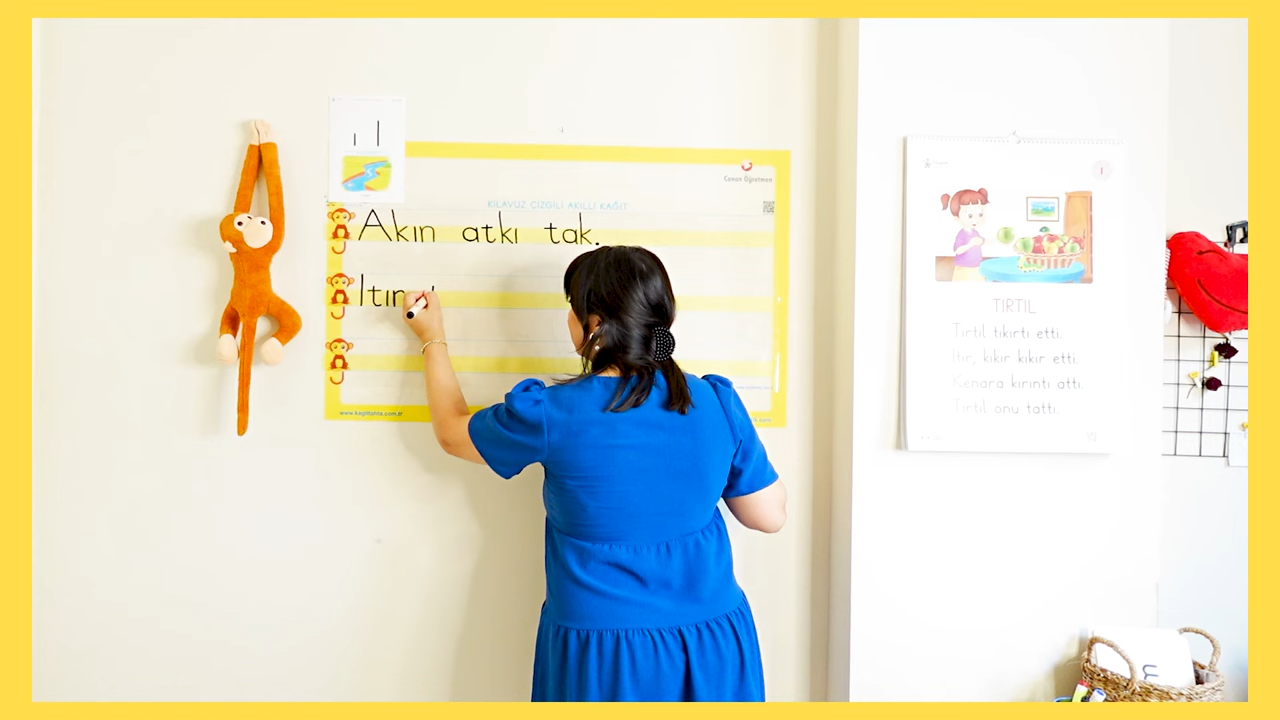 ı l
Canan Öğretmen
KILAVUZ ÇİZGİLİ AKILLI KAĞIT
Akın atkı tak.
Itır
www.kagittahta.com.tr
TIRTIL
Tırtıl tıkırtı etti.
Itır, kıkır kıkır etti.
Kenara kırıntı attı.
Tırtıl onu tattı.